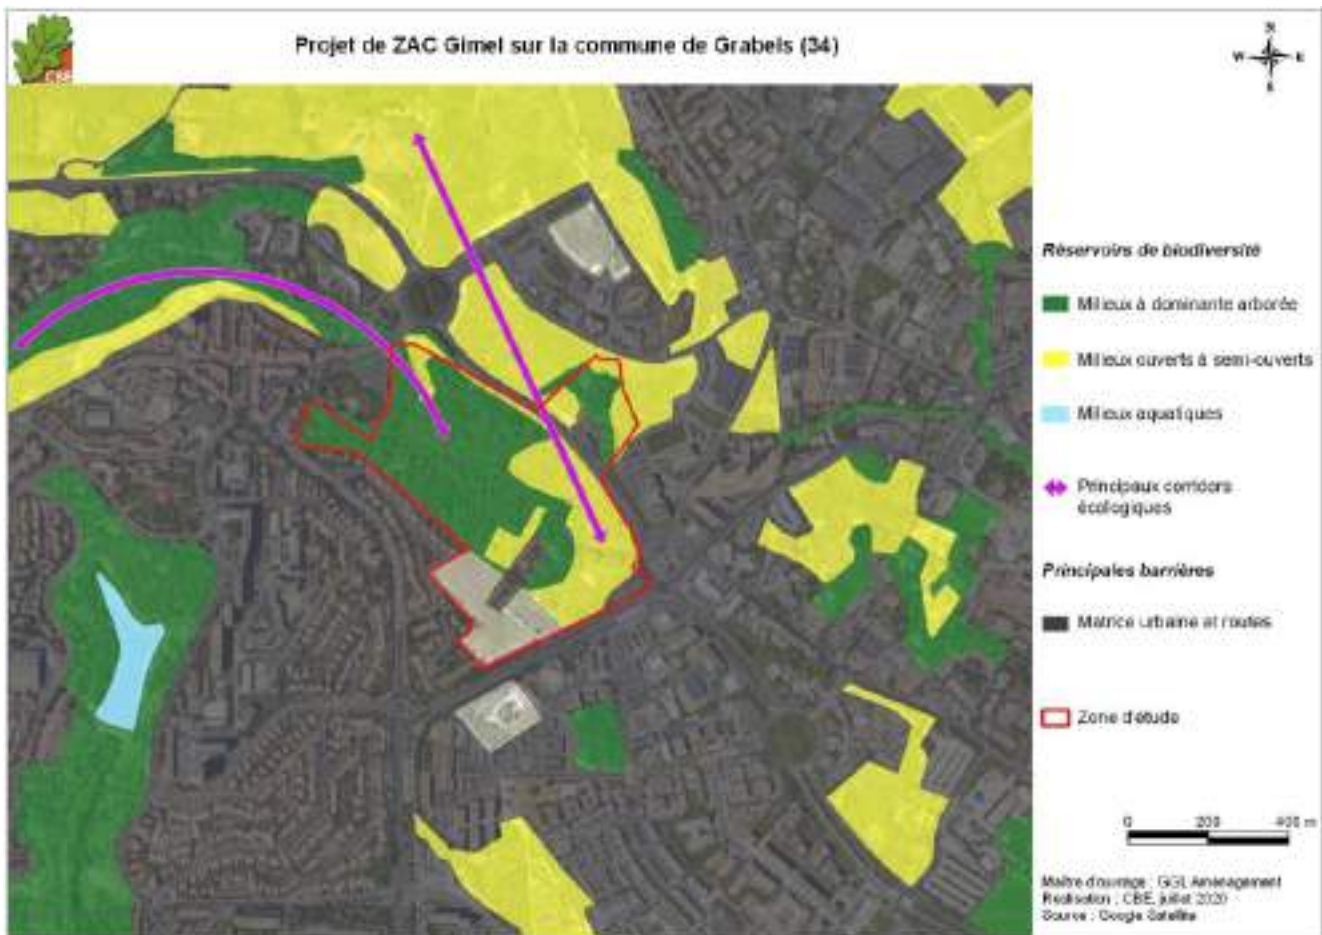 CBE
Projet de ZAC Gimel sur la commune de Grabels (34)
N
W E
S
Réservoirs de biodiversité
Milieux à dominante arborée
Milieux ouverts à semi-ouverts
Milieux aquatiques
Principaux corridors
écologiques
Principales barrières
Matrice urbaine et routes
Zone d'étude
0 200 400 m
Maître d'ouvrage : GGL Aménagement
Réalisation : CBE, juillet 2020
Source : Google Satellite